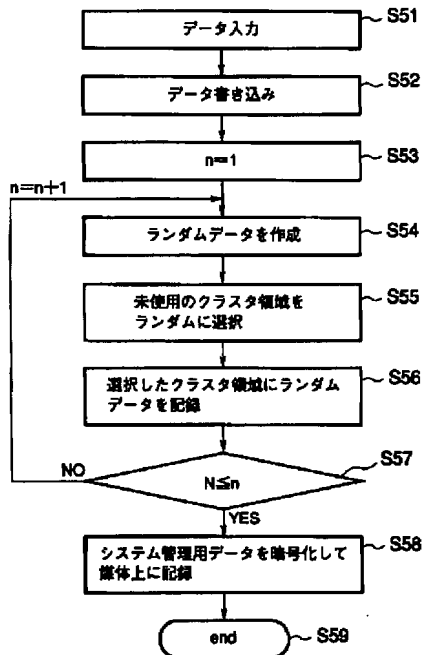 データ入力
S51
データ書き込み
S52
n=1
S53
n=n+1
ランダムデータを作成
S54
未使用のクラスタ領域を
ランダムに選択
S55
選択したクラスタ領域にランダム
データを記録
S56
N≦n
S57
NO
YES
システム管理用データを暗号化して
媒体上に記録
S58
end
S59